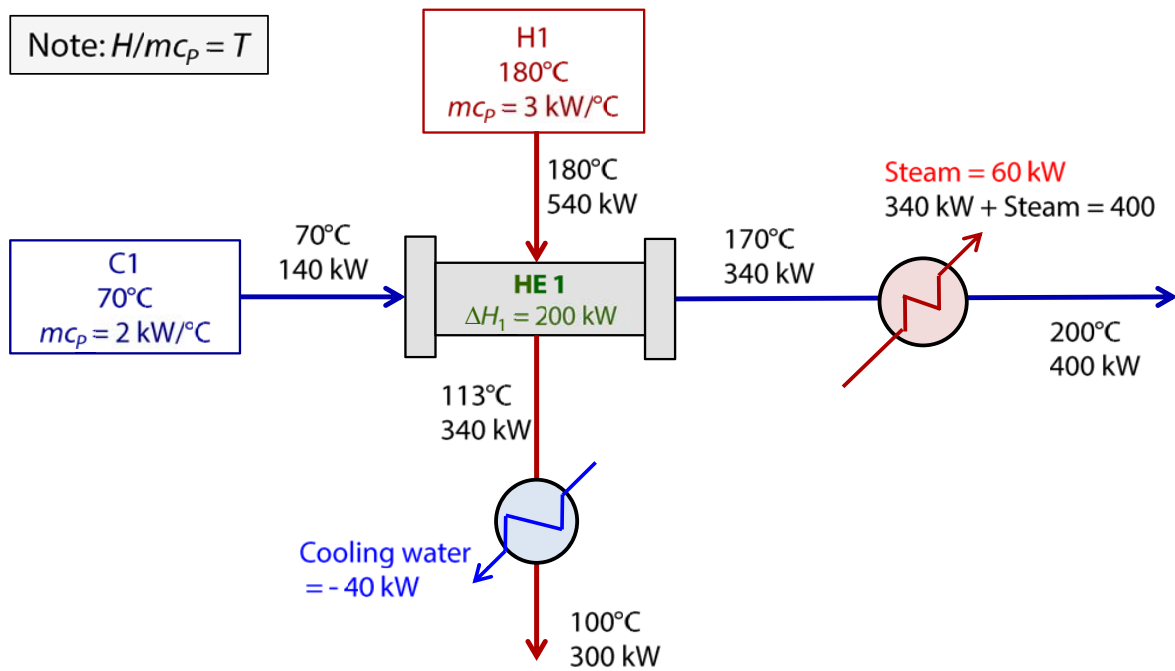 Note: H/mcP = T
H1
180°C
mcP = 3 kW/°C
180°C
540 kW
Steam = 60 kW
340 kW + Steam = 400
C1
70°C
mcP = 2 kW/°C
70°C
140 kW
HE 1
ΔH1 = 200 kW
170°C
340 kW
200°C
400 kW
113°C
340 kW
Cooling water
= - 40 kW
100°C
300 kW